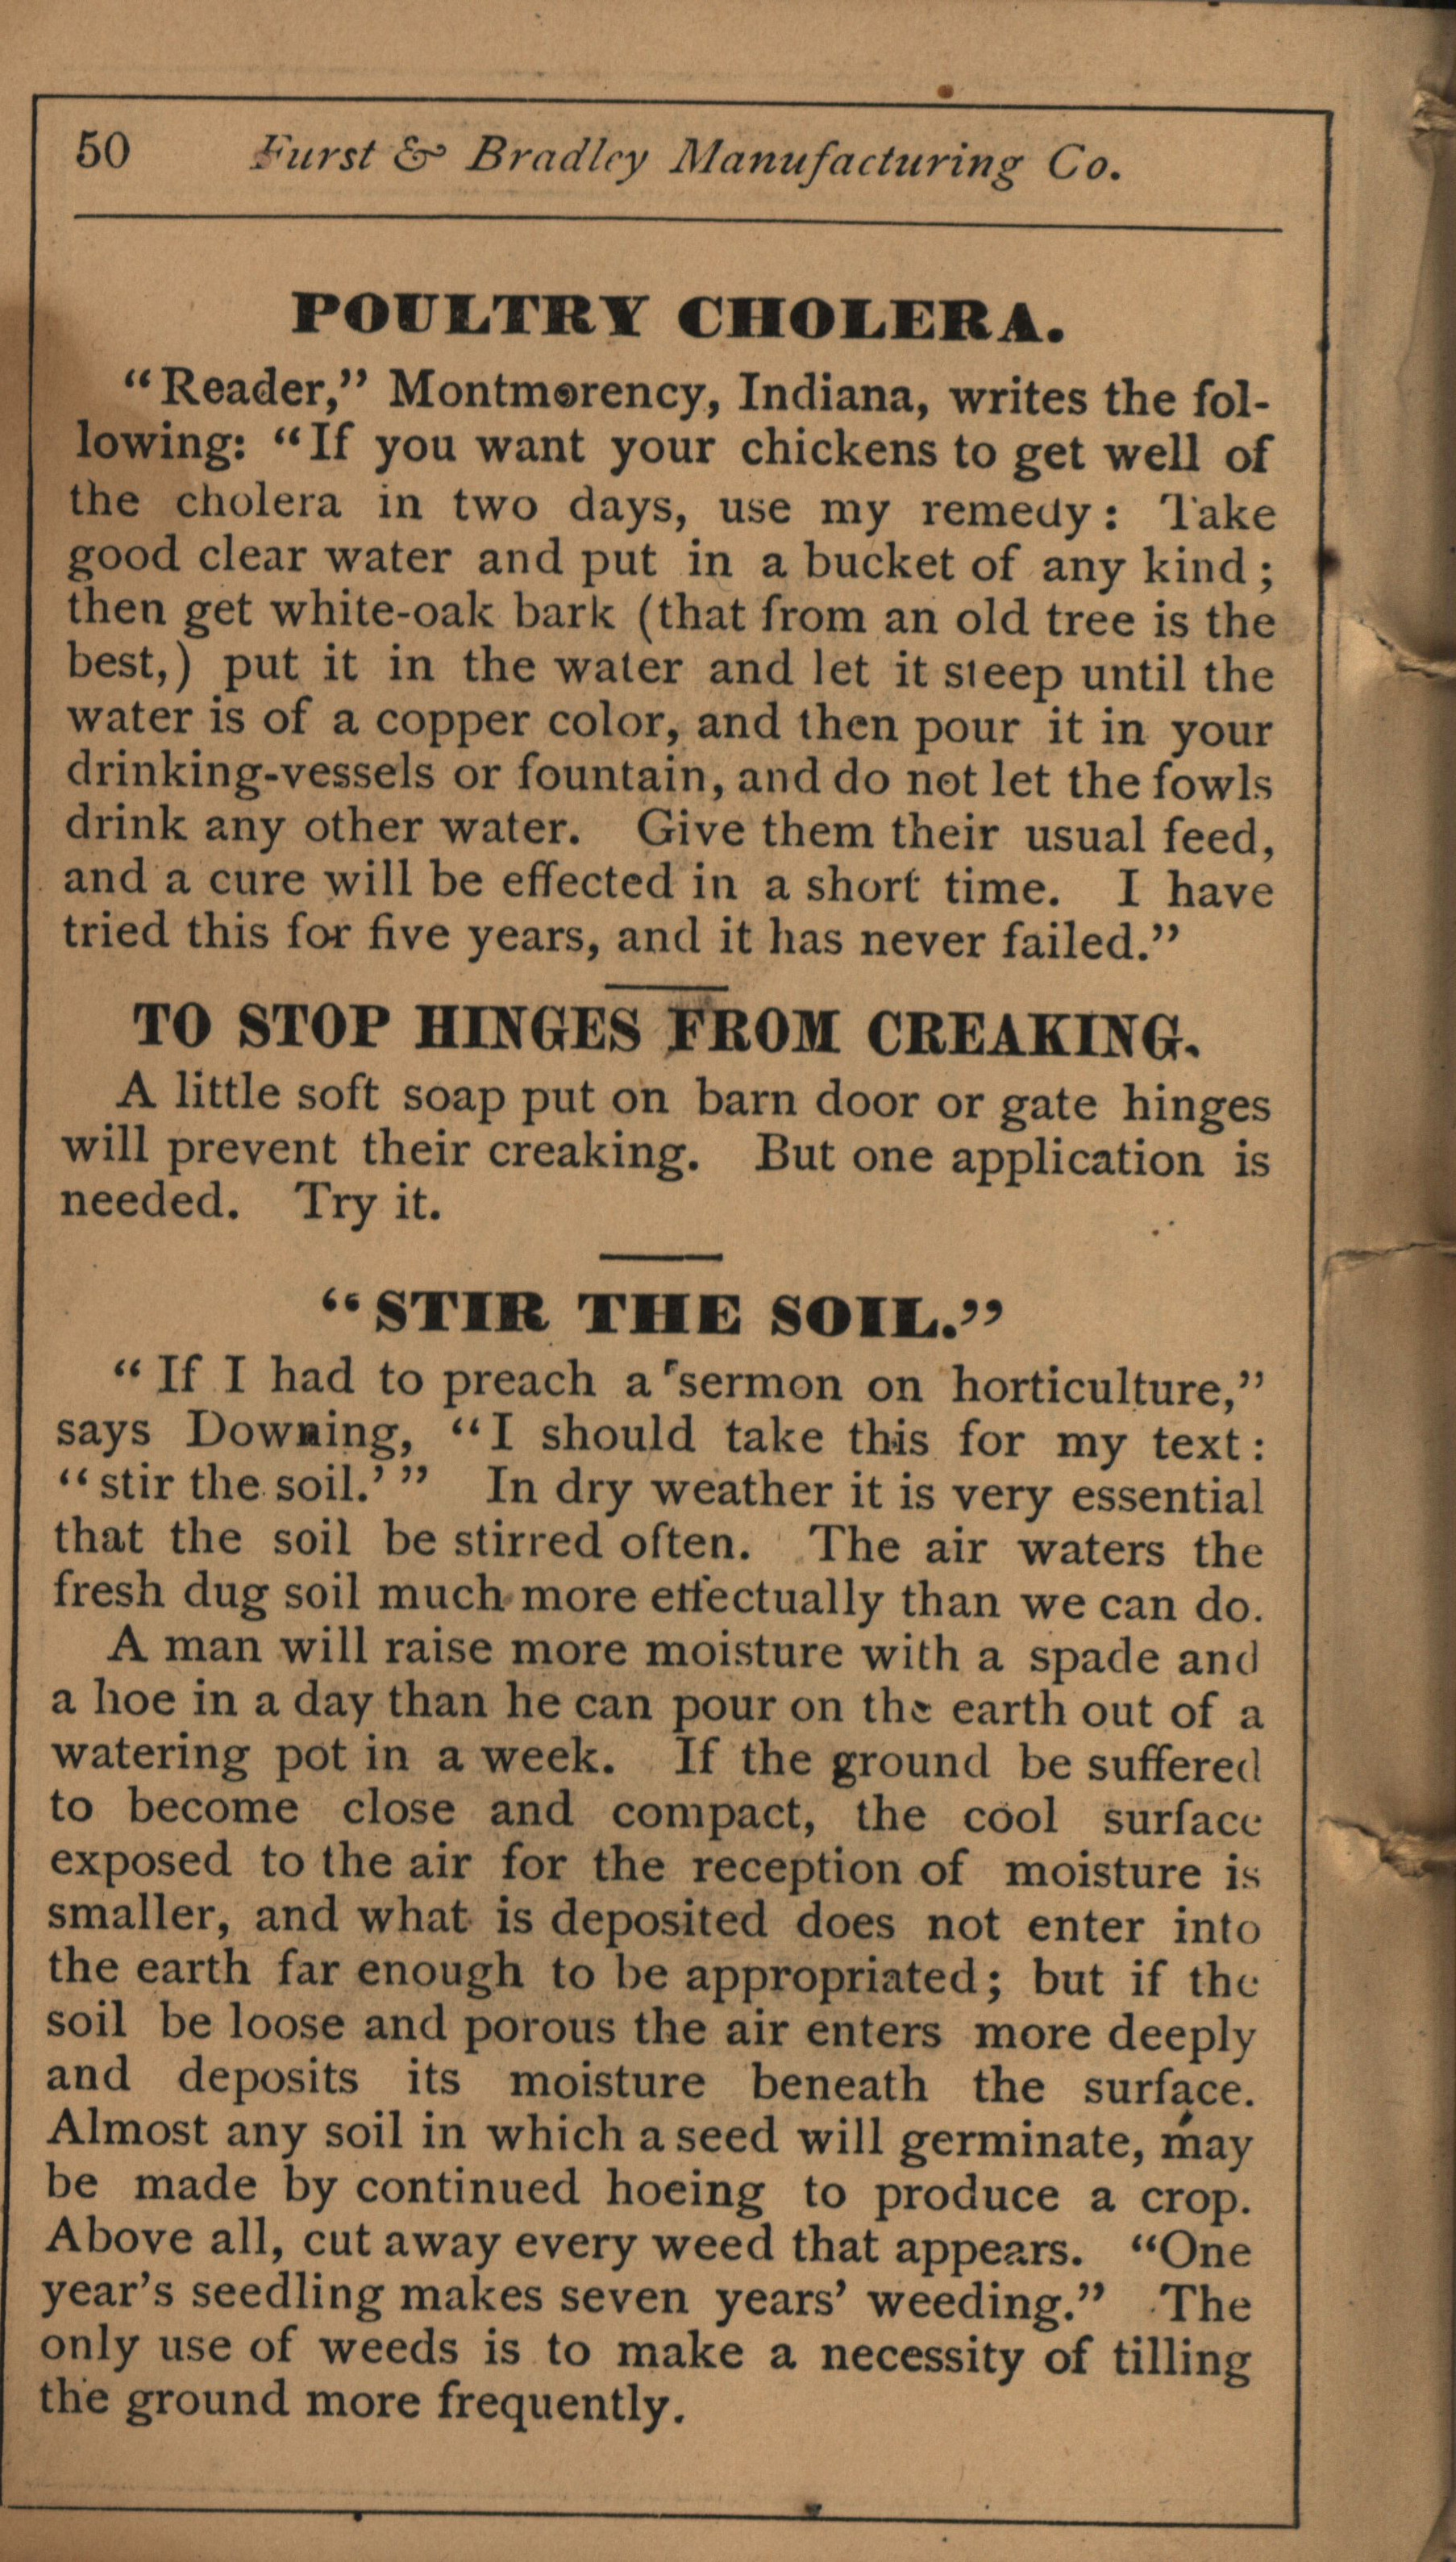 50 Furst & Bradley Manufacturing Co.
POULTRY CHOLERA.
"Reader," Montmorency, Indiana, writes the fol-
lowing: "If you want your chickens to get well of
the cholera in two days, use my remedy: Take
good clear water and put in a bucket of any kind;
then get white-oak bark (that from an old tree is the
best,) put it in the water and let it steep until the
water is of a copper color, and then pour it in your
drinking-vessels or fountain, and do not let the fowls
drink any other water. Give them their usual feed,
and a cure will be effected in a short time. I have
tried this for five years, and it has never failed."
TO STOP HINGES FROM CREAKING.
A little soft soap put on barn door or gate hinges
will prevent their creaking. But one application is
needed. Try it.
"STIR THE SOIL."
"If I had to preach a sermon on horticulture,"
says Downing, "I should take this for my text:
"stir the soil.'" In dry weather it is very essential
that the soil be stirred often. The air waters the
fresh dug soil much more effectually than we can do.
A man will raise more moisture with a spade and
a hoe in a day than he can pour on the earth out of a
watering pot in a week. If the ground be suffered
to become close and compact, the cool surface
exposed to the air for the reception of moisture is
smaller, and what is deposited does not enter into
the earth far enough to be appropriated; but if the
soil be loose and porous the air enters more deeply
and deposits its moisture beneath the surface.
Almost any soil in which a seed will germinate, may
be made by continued hoeing to produce a crop.
Above all, cut away every weed that appears. "One
year's seedling makes seven years' weeding." The
only use of weeds is to make a necessity of tilling
the ground more frequently.